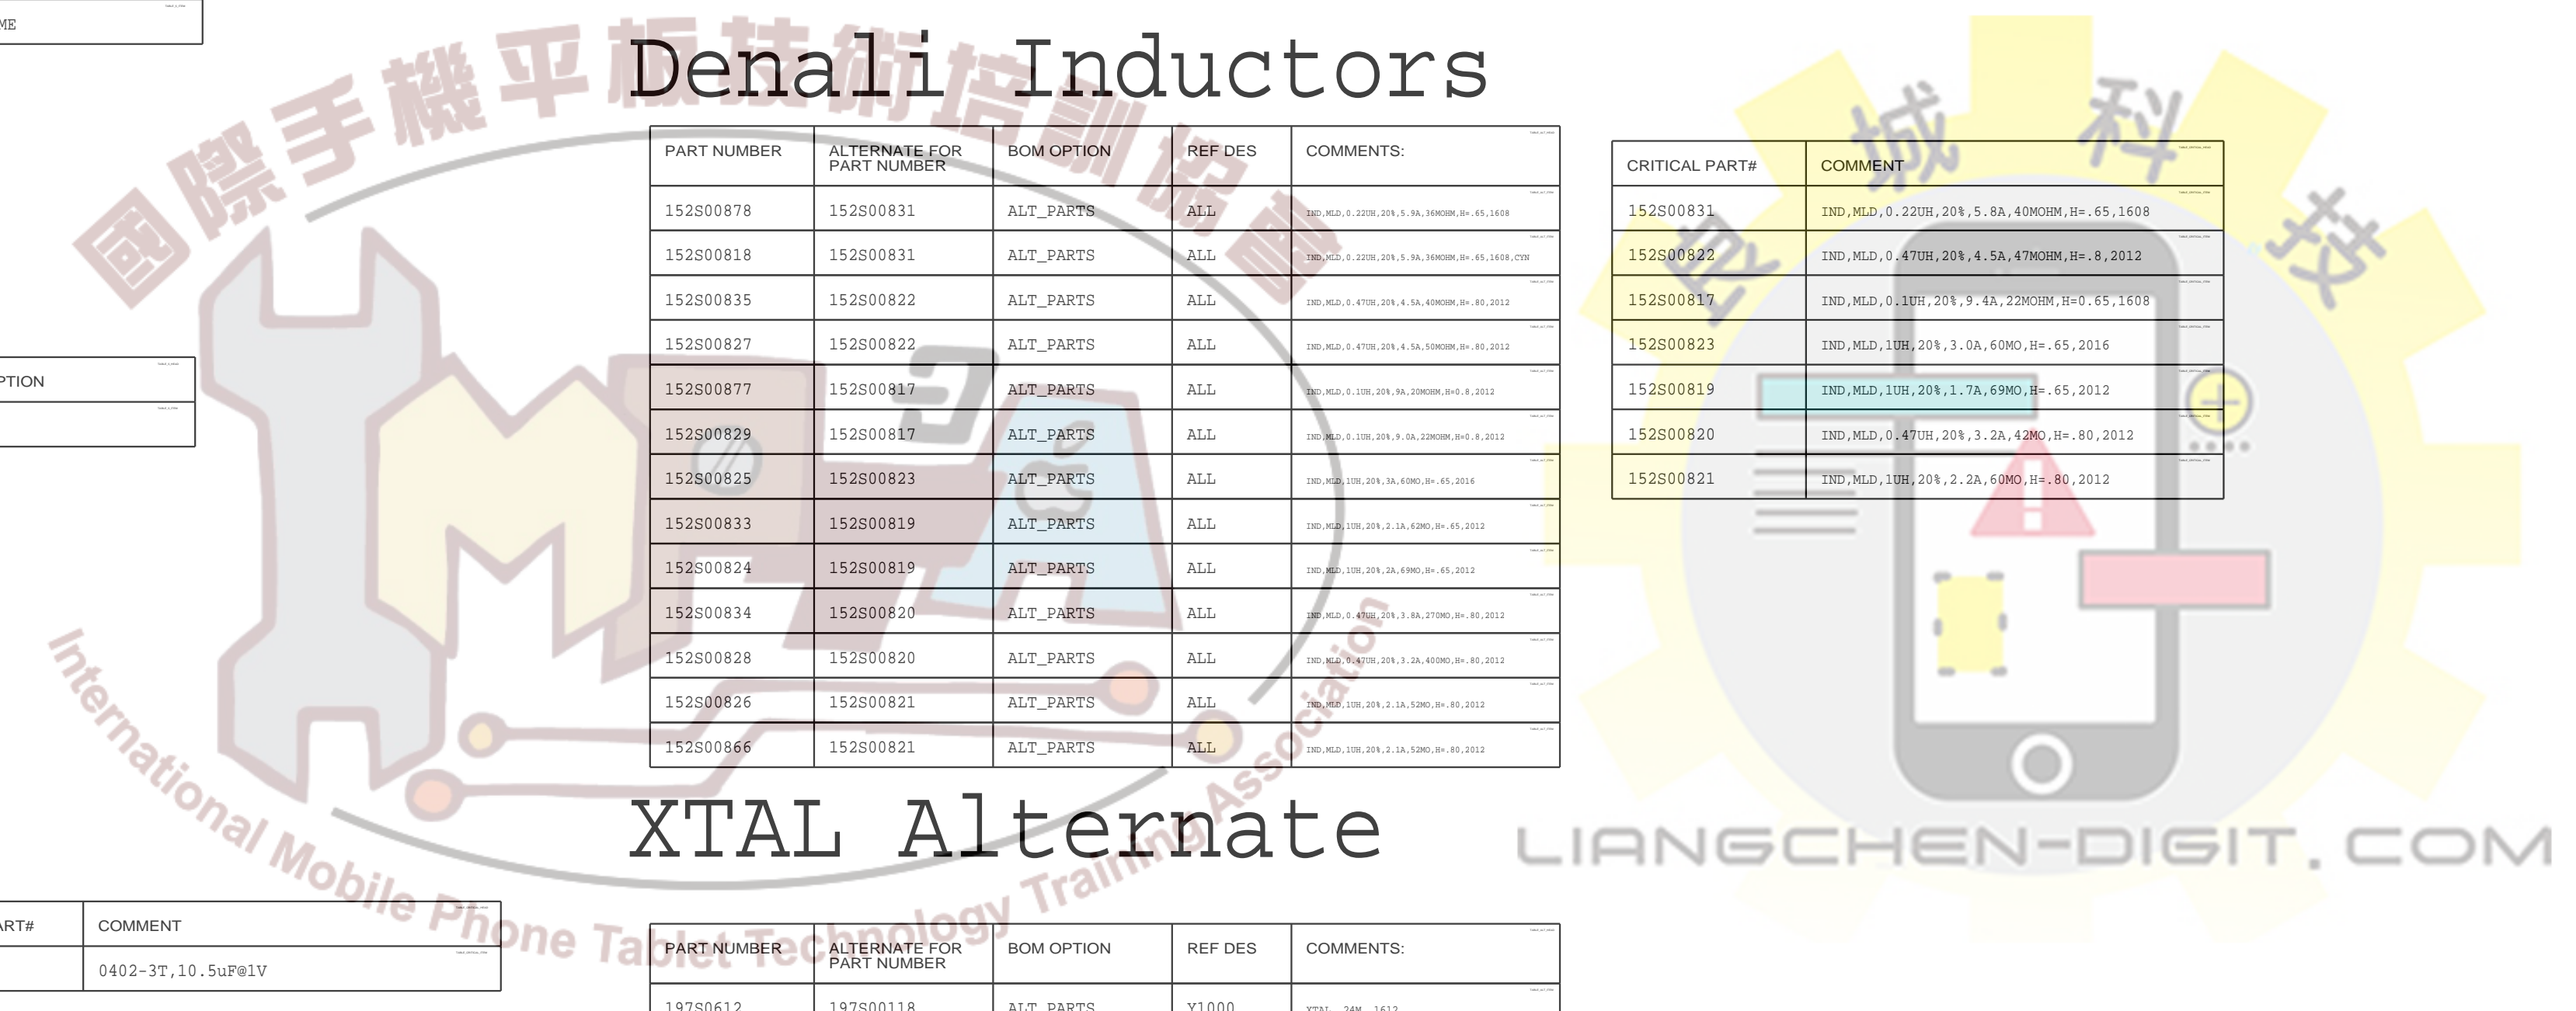 ME
Denali Inductors
PART NUMBER	ALTERNATE FOR PART NUMBER	BOM OPTION	REF DES	COMMENTS:
152S00878	152S00831	ALT_PARTS	ALL	IND,MLD,0.22UH,20%,5.9A,36MOHM,H=.65,1608
152S00818	152S00831	ALT_PARTS	ALL	IND,MLD,0.22UH,20%,5.9A,36MOHM,H=.65,1608,CYN
152S00835	152S00822	ALT_PARTS	ALL	IND,MLD,0.47UH,20%,4.5A,40MOHM,H=.80,2012
152S00827	152S00822	ALT_PARTS	ALL	IND,MLD,0.47UH,20%,4.5A,50MOHM,H=.80,2012
152S00877	152S00817	ALT_PARTS	ALL	IND,MLD,0.1UH,20%,9A,20MOHM,H=0.8,2012
152S00829	152S00817	ALT_PARTS	ALL	IND,MLD,0.1UH,20%,9.0A,22MOHM,H=0.8,2012
152S00825	152S00823	ALT_PARTS	ALL	IND,MLD,1UH,20%,3A,60MO,H=.65,2016
152S00833	152S00819	ALT_PARTS	ALL	IND,MLD,1UH,20%,2.1A,62MO,H=.65,2012
152S00824	152S00819	ALT_PARTS	ALL	IND,MLD,1UH,20%,2A,69MO,H=.65,2012
152S00834	152S00820	ALT_PARTS	ALL	IND,MLD,0.47UH,20%,3.8A,270MO,H=.80,2012
152S00828	152S00820	ALT_PARTS	ALL	IND,MLD,0.47UH,20%,3.2A,400MO,H=.80,2012
152S00826	152S00821	ALT_PARTS	ALL	IND,MLD,1UH,20%,2.1A,52MO,H=.80,2012
152S00866	152S00821	ALT_PARTS	ALL	IND,MLD,1UH,20%,2.1A,52MO,H=.80,2012
CRITICAL PART#	COMMENT
152S00831	IND,MLD,0.22UH,20%,5.8A,40MOHM,H=.65,1608
152S00822	IND,MLD,0.47UH,20%,4.5A,47MOHM,H=.8,2012
152S00817	IND,MLD,0.1UH,20%,9.4A,22MOHM,H=0.65,1608
152S00823	IND,MLD,1UH,20%,3.0A,60MO,H=.65,2016
152S00819	IND,MLD,1UH,20%,1.7A,69MO,H=.65,2012
152S00820	IND,MLD,0.47UH,20%,3.2A,42MO,H=.80,2012
152S00821	IND,MLD,1UH,20%,2.2A,60MO,H=.80,2012
PTION
XTAL Alternate
ART#	COMMENT
0402-3T,10.5uF@1V
PART NUMBER	ALTERNATE FOR PART NUMBER	BOM OPTION	REF DES	COMMENTS:
197S0612	197S00118	ALT_PARTS	Y1000	XTAL, 24M, 1612
國際手機平板技術培訓協會
International Mobile Phone Tablet Technology Training Association
良城科技
LIANGCHEN-DIGIT.COM